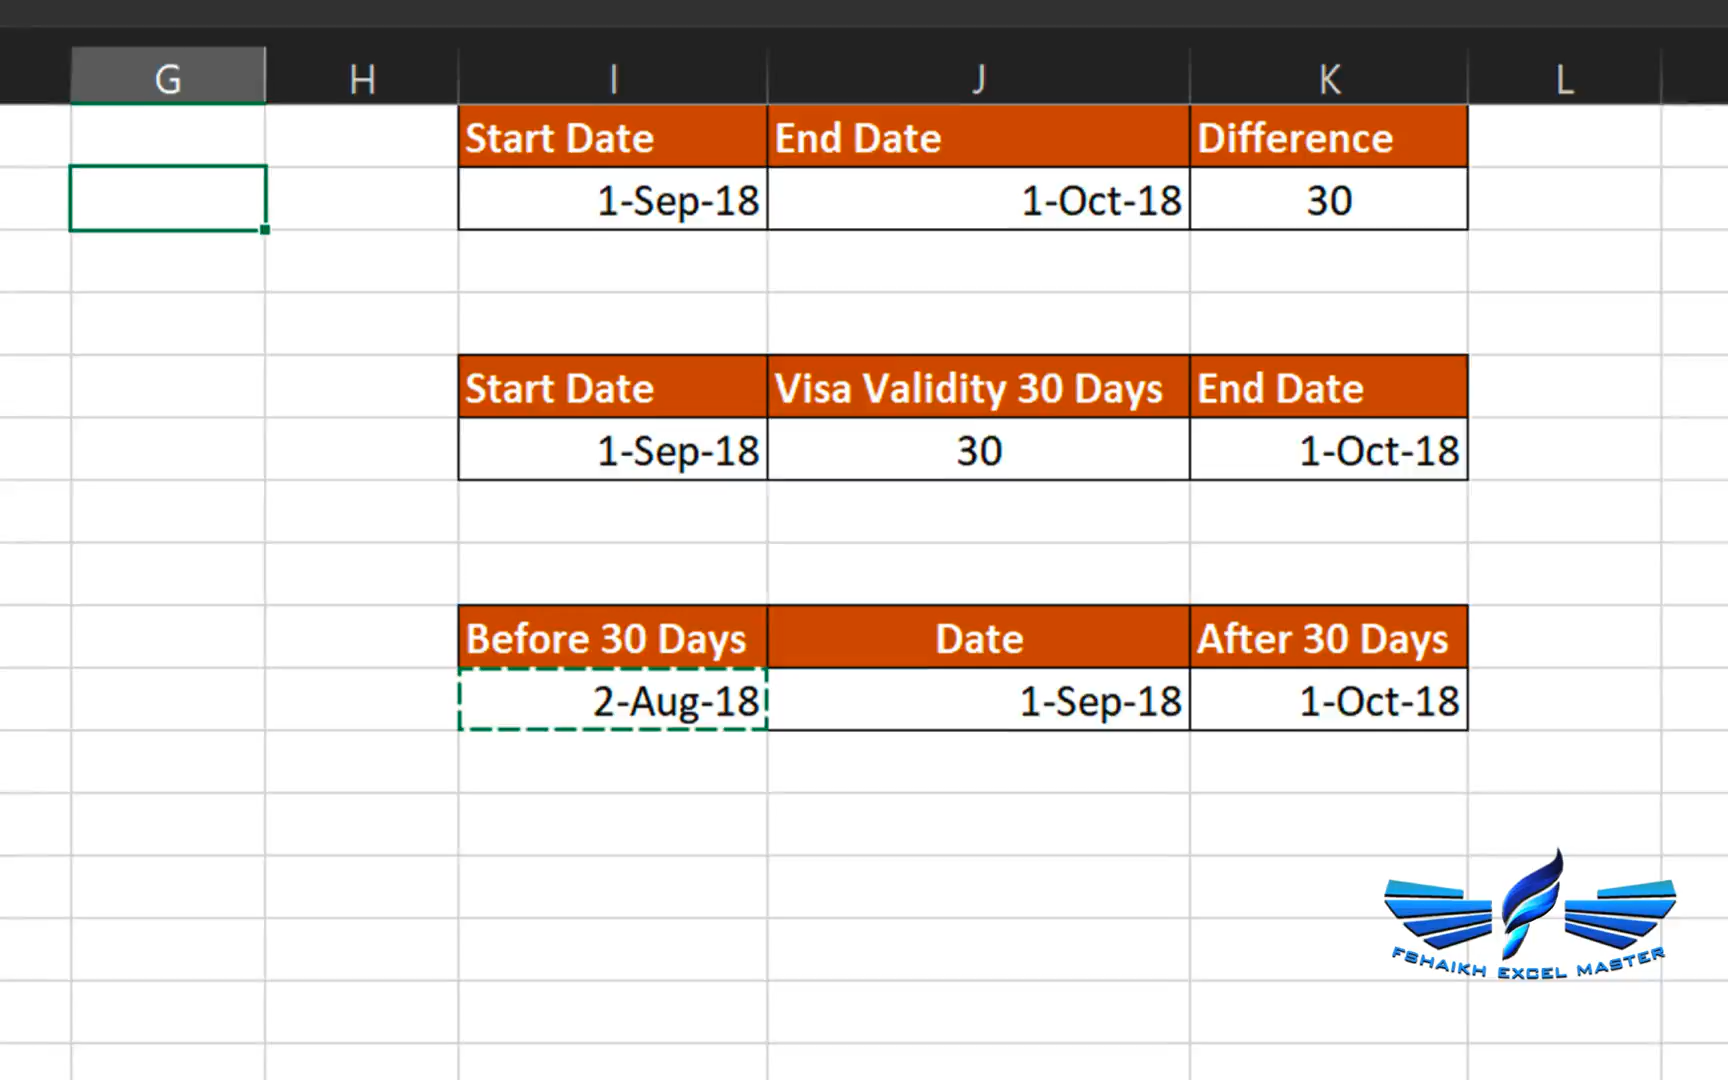 G H I J K L
Start Date End Date Difference
1-Sep-18 1-Oct-18 30
Start Date Visa Validity 30 Days End Date
1-Sep-18 30 1-Oct-18
Before 30 Days Date After 30 Days
2-Aug-18 1-Sep-18 1-Oct-18
FSHAIKH EXCEL MASTER